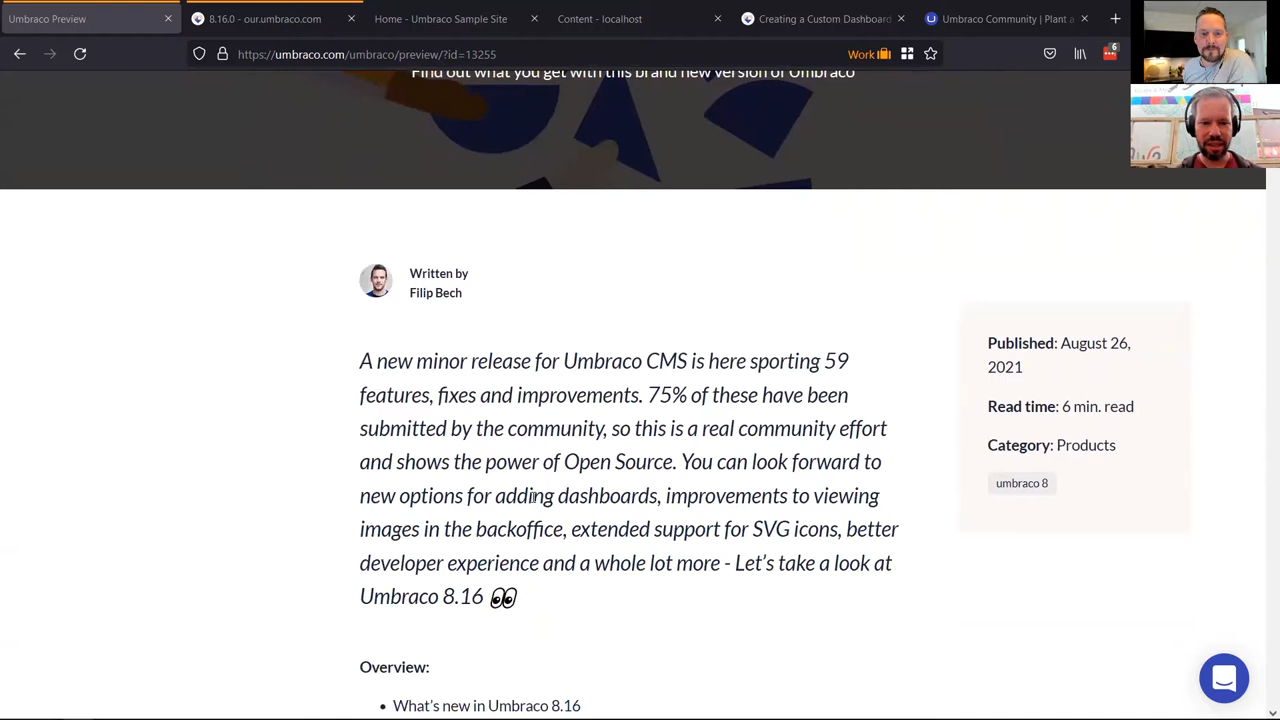 Umbraco Preview
8.16.0 - our.umbraco.com
Home - Umbraco Sample Site
Content - localhost
Creating a Custom Dashboard
Umbraco Community | Plant a
https://umbraco.com/umbraco/preview/?id=13255
Work
6
Find out what you get with this brand new version of Umbraco
Written by
Filip Bech
A new minor release for Umbraco CMS is here sporting 59
features, fixes and improvements. 75% of these have been
submitted by the community, so this is a real community effort
and shows the power of Open Source. You can look forward to
new options for adding dashboards, improvements to viewing
images in the backoffice, extended support for SVG icons, better
developer experience and a whole lot more - Let’s take a look at
Umbraco 8.16 👀
Published: August 26,
2021
Read time: 6 min. read
Category: Products
umbraco 8
Overview:
• What’s new in Umbraco 8.16